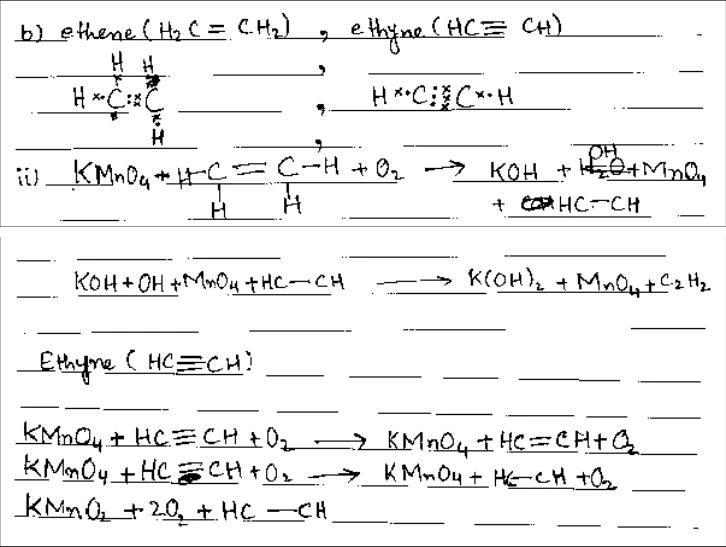 b) ethene (H2C = CH2) , ethyne (HC≡ CH)
H H ,
H×•C:××C , H×•C:×××C×•H
H ,
ii) KMnO4 + H-C = C-H + O2 → KOH + OH + MnO4
H H + HC-CH
KOH + OH + MnO4 + HC-CH → K(OH)2 + MnO4 + C2H2
Ethyne (HC≡CH)
KMnO4 + HC≡CH + O2 → KMnO4 + HC=CH + O2
KMnO4 + HC≡CH + O2 → KMnO4 + HC-CH + O2
KMnO2 + 2O2 + HC-CH